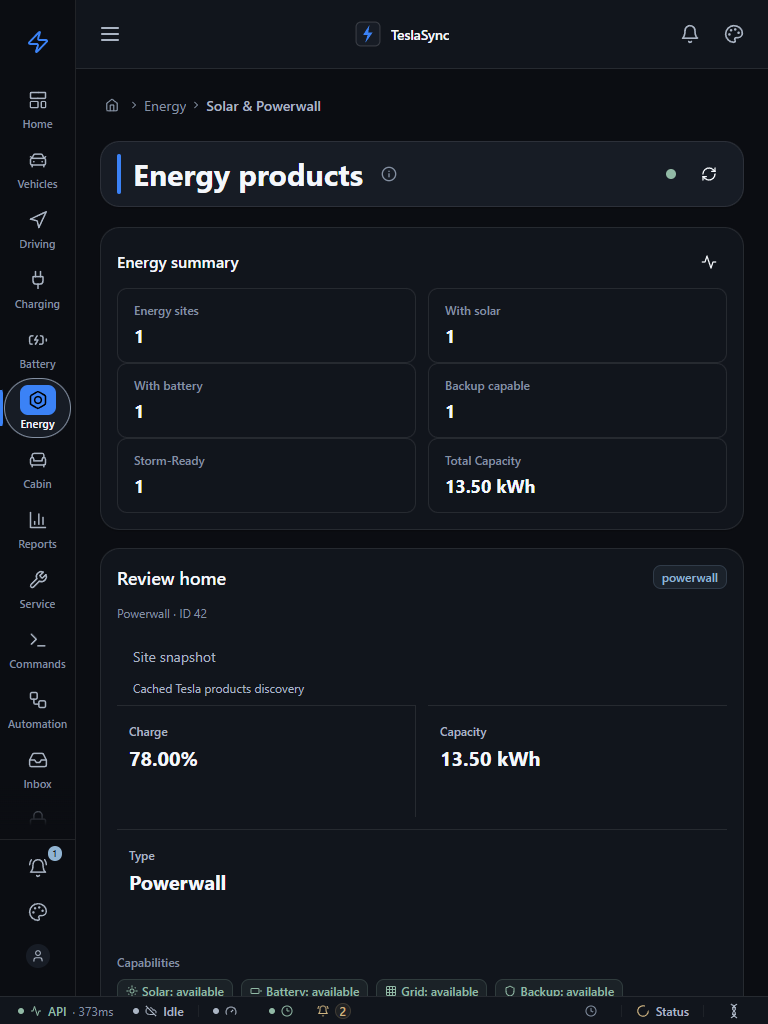 TeslaSync
Home
Vehicles
Driving
Charging
Battery
Energy
Cabin
Reports
Service
Commands
Automation
Inbox
1
Energy
Solar & Powerwall
Energy products
Energy summary
Energy sites
1
With solar
1
With battery
1
Backup capable
1
Storm-Ready
1
Total Capacity
13.50 kWh
Review home
powerwall
Powerwall · ID 42
Site snapshot
Cached Tesla products discovery
Charge
78.00%
Capacity
13.50 kWh
Type
Powerwall
Capabilities
Solar: available
Battery: available
Grid: available
Backup: available
API · 373ms
Idle
2
Status